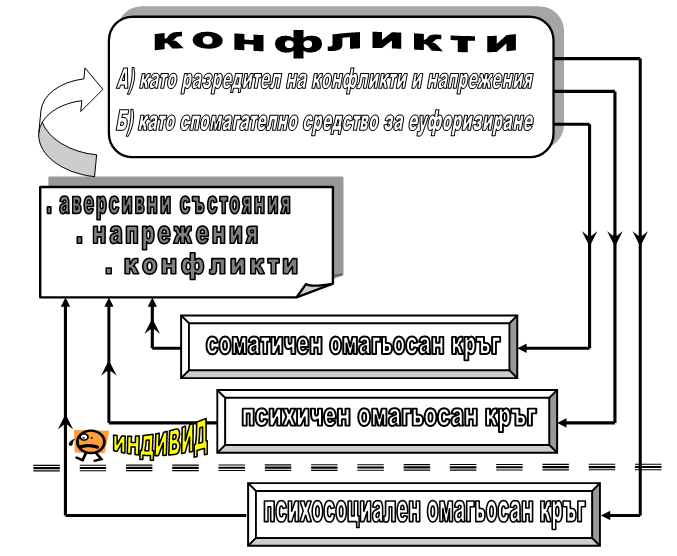 конфликти
А) като разредител на конфликти и напрежения
Б) като спомагателно средство за еуфоризиране
. аверсивни състояния
. напрежения
. конфликти
соматичен омагьосан кръг
психичен омагьосан кръг
индивид
психосоциален омагьосан кръг